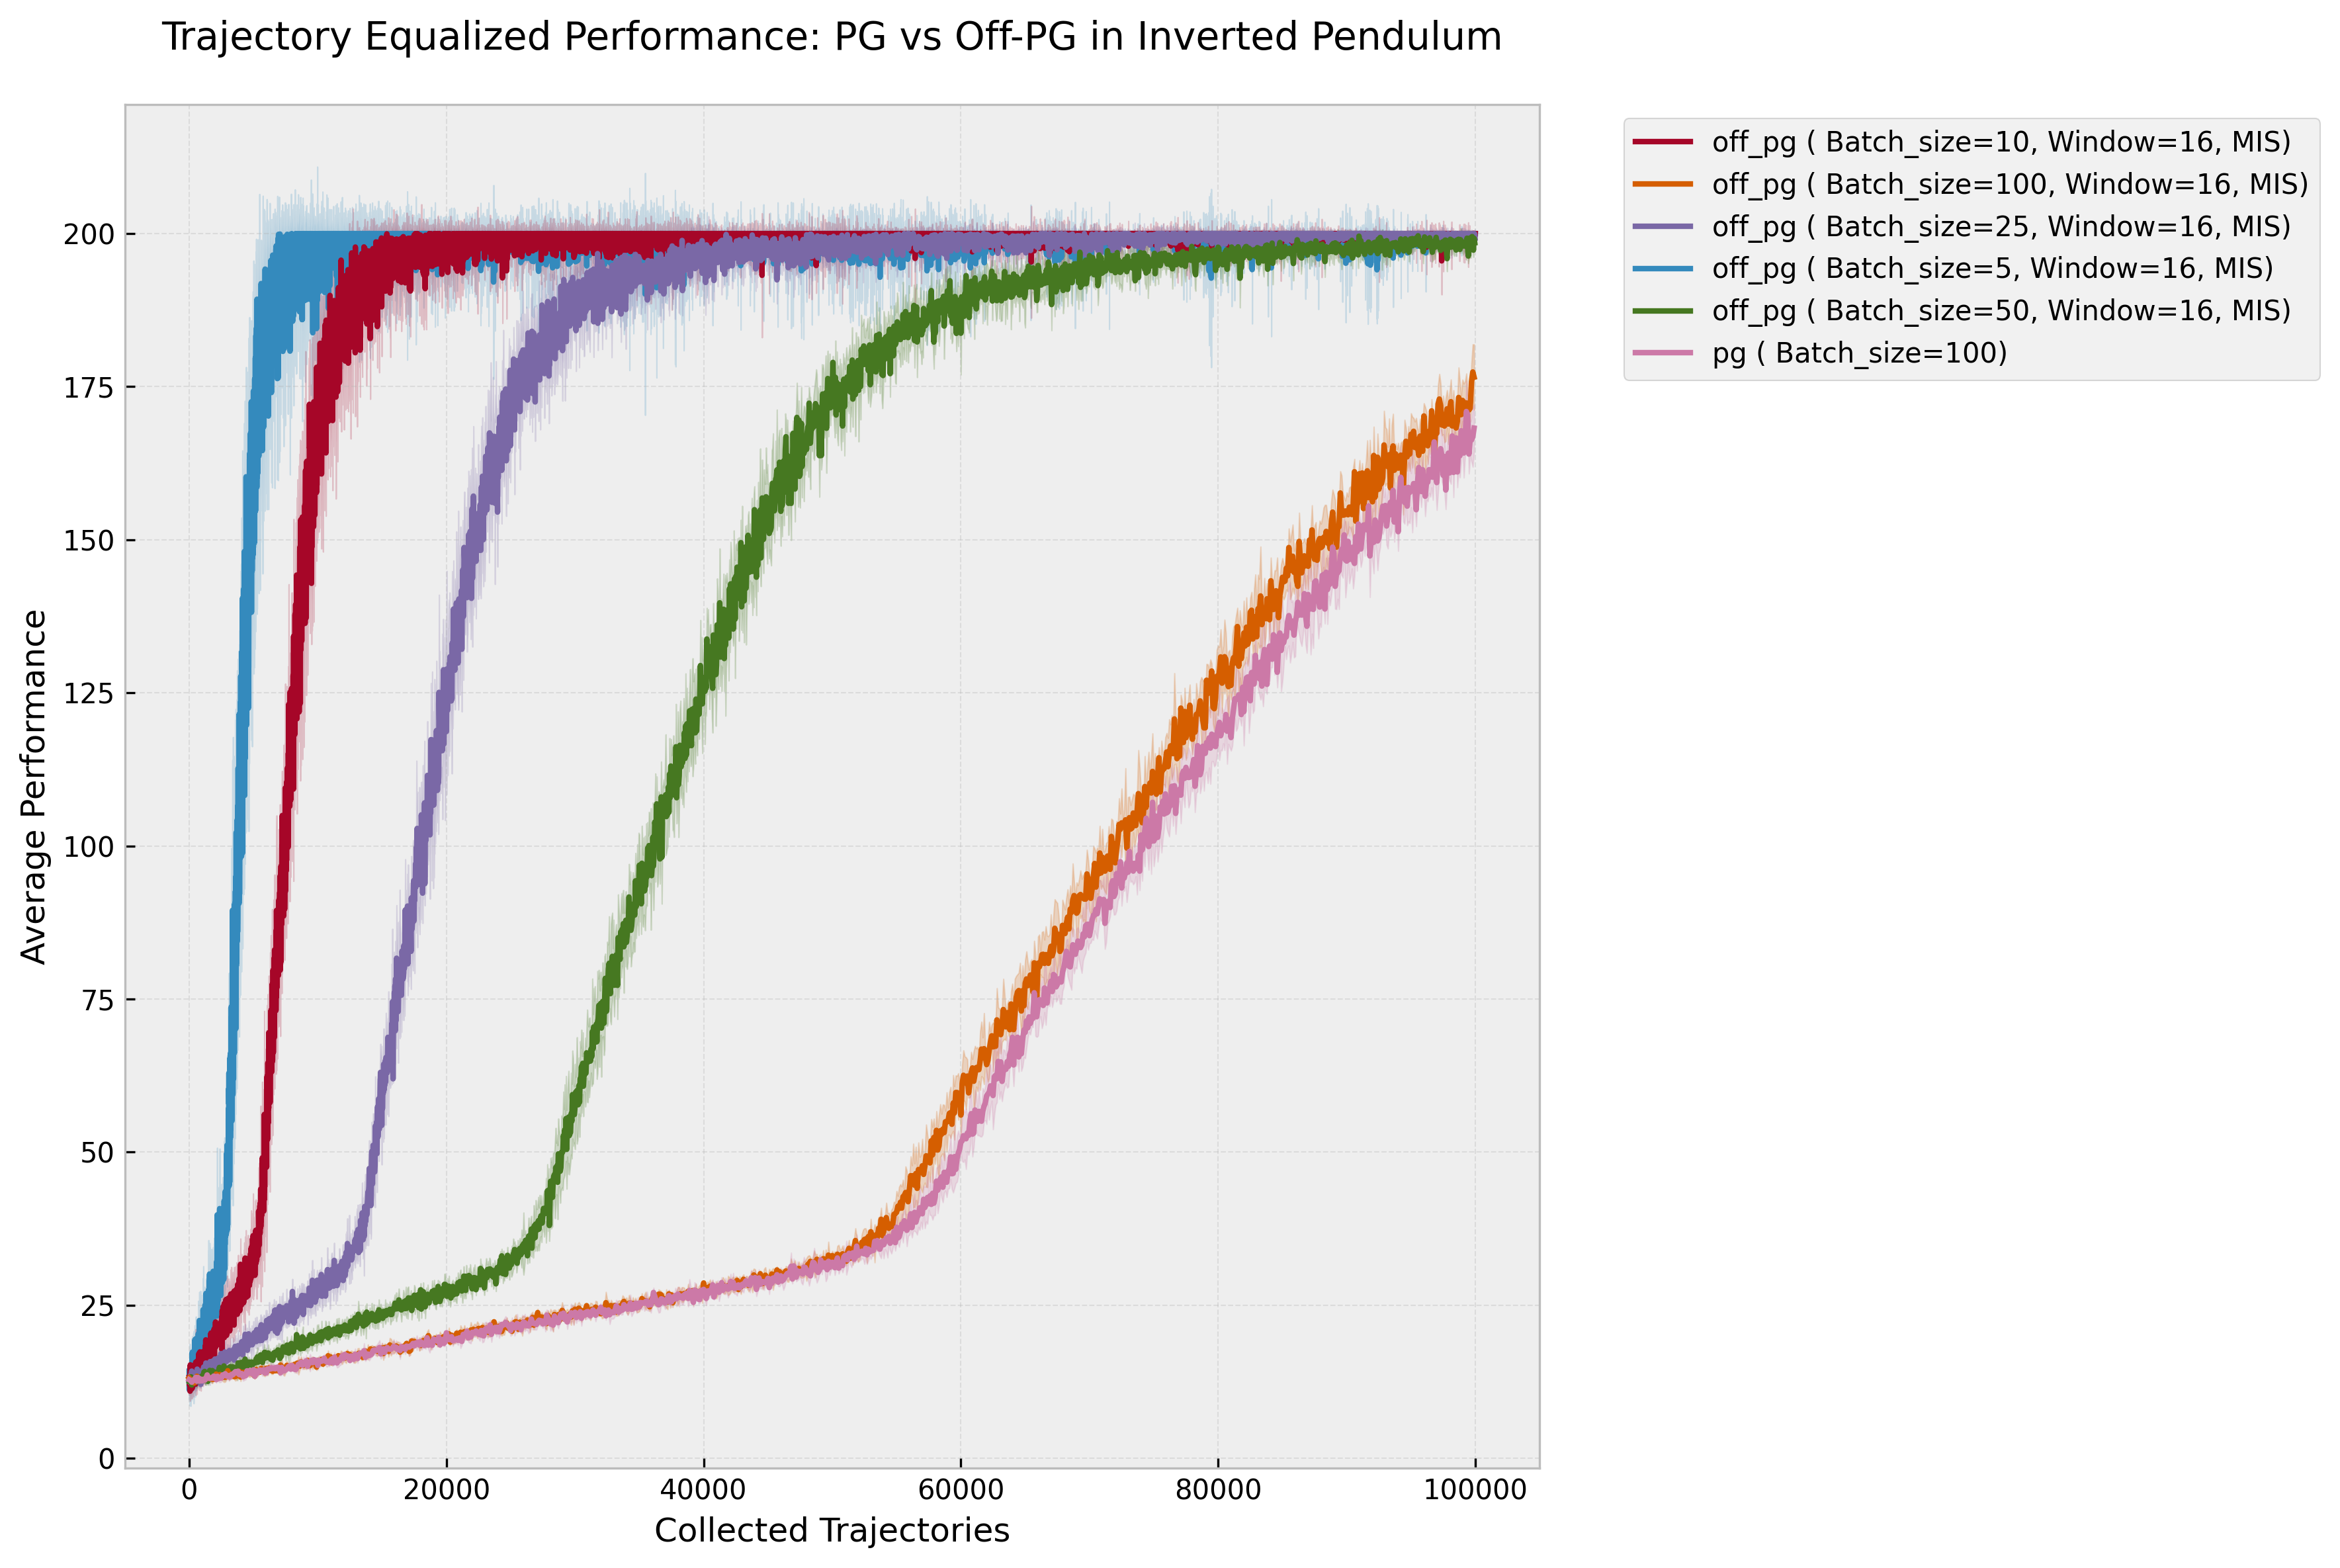 Trajectory Equalized Performance: PG vs Off-PG in Inverted Pendulum
off_pg ( Batch_size=10, Window=16, MIS)
off_pg ( Batch_size=100, Window=16, MIS)
off_pg ( Batch_size=25, Window=16, MIS)
off_pg ( Batch_size=5, Window=16, MIS)
off_pg ( Batch_size=50, Window=16, MIS)
pg ( Batch_size=100)
Average Performance
200
175
150
125
100
75
50
25
0
0 20000 40000 60000 80000 100000
Collected Trajectories